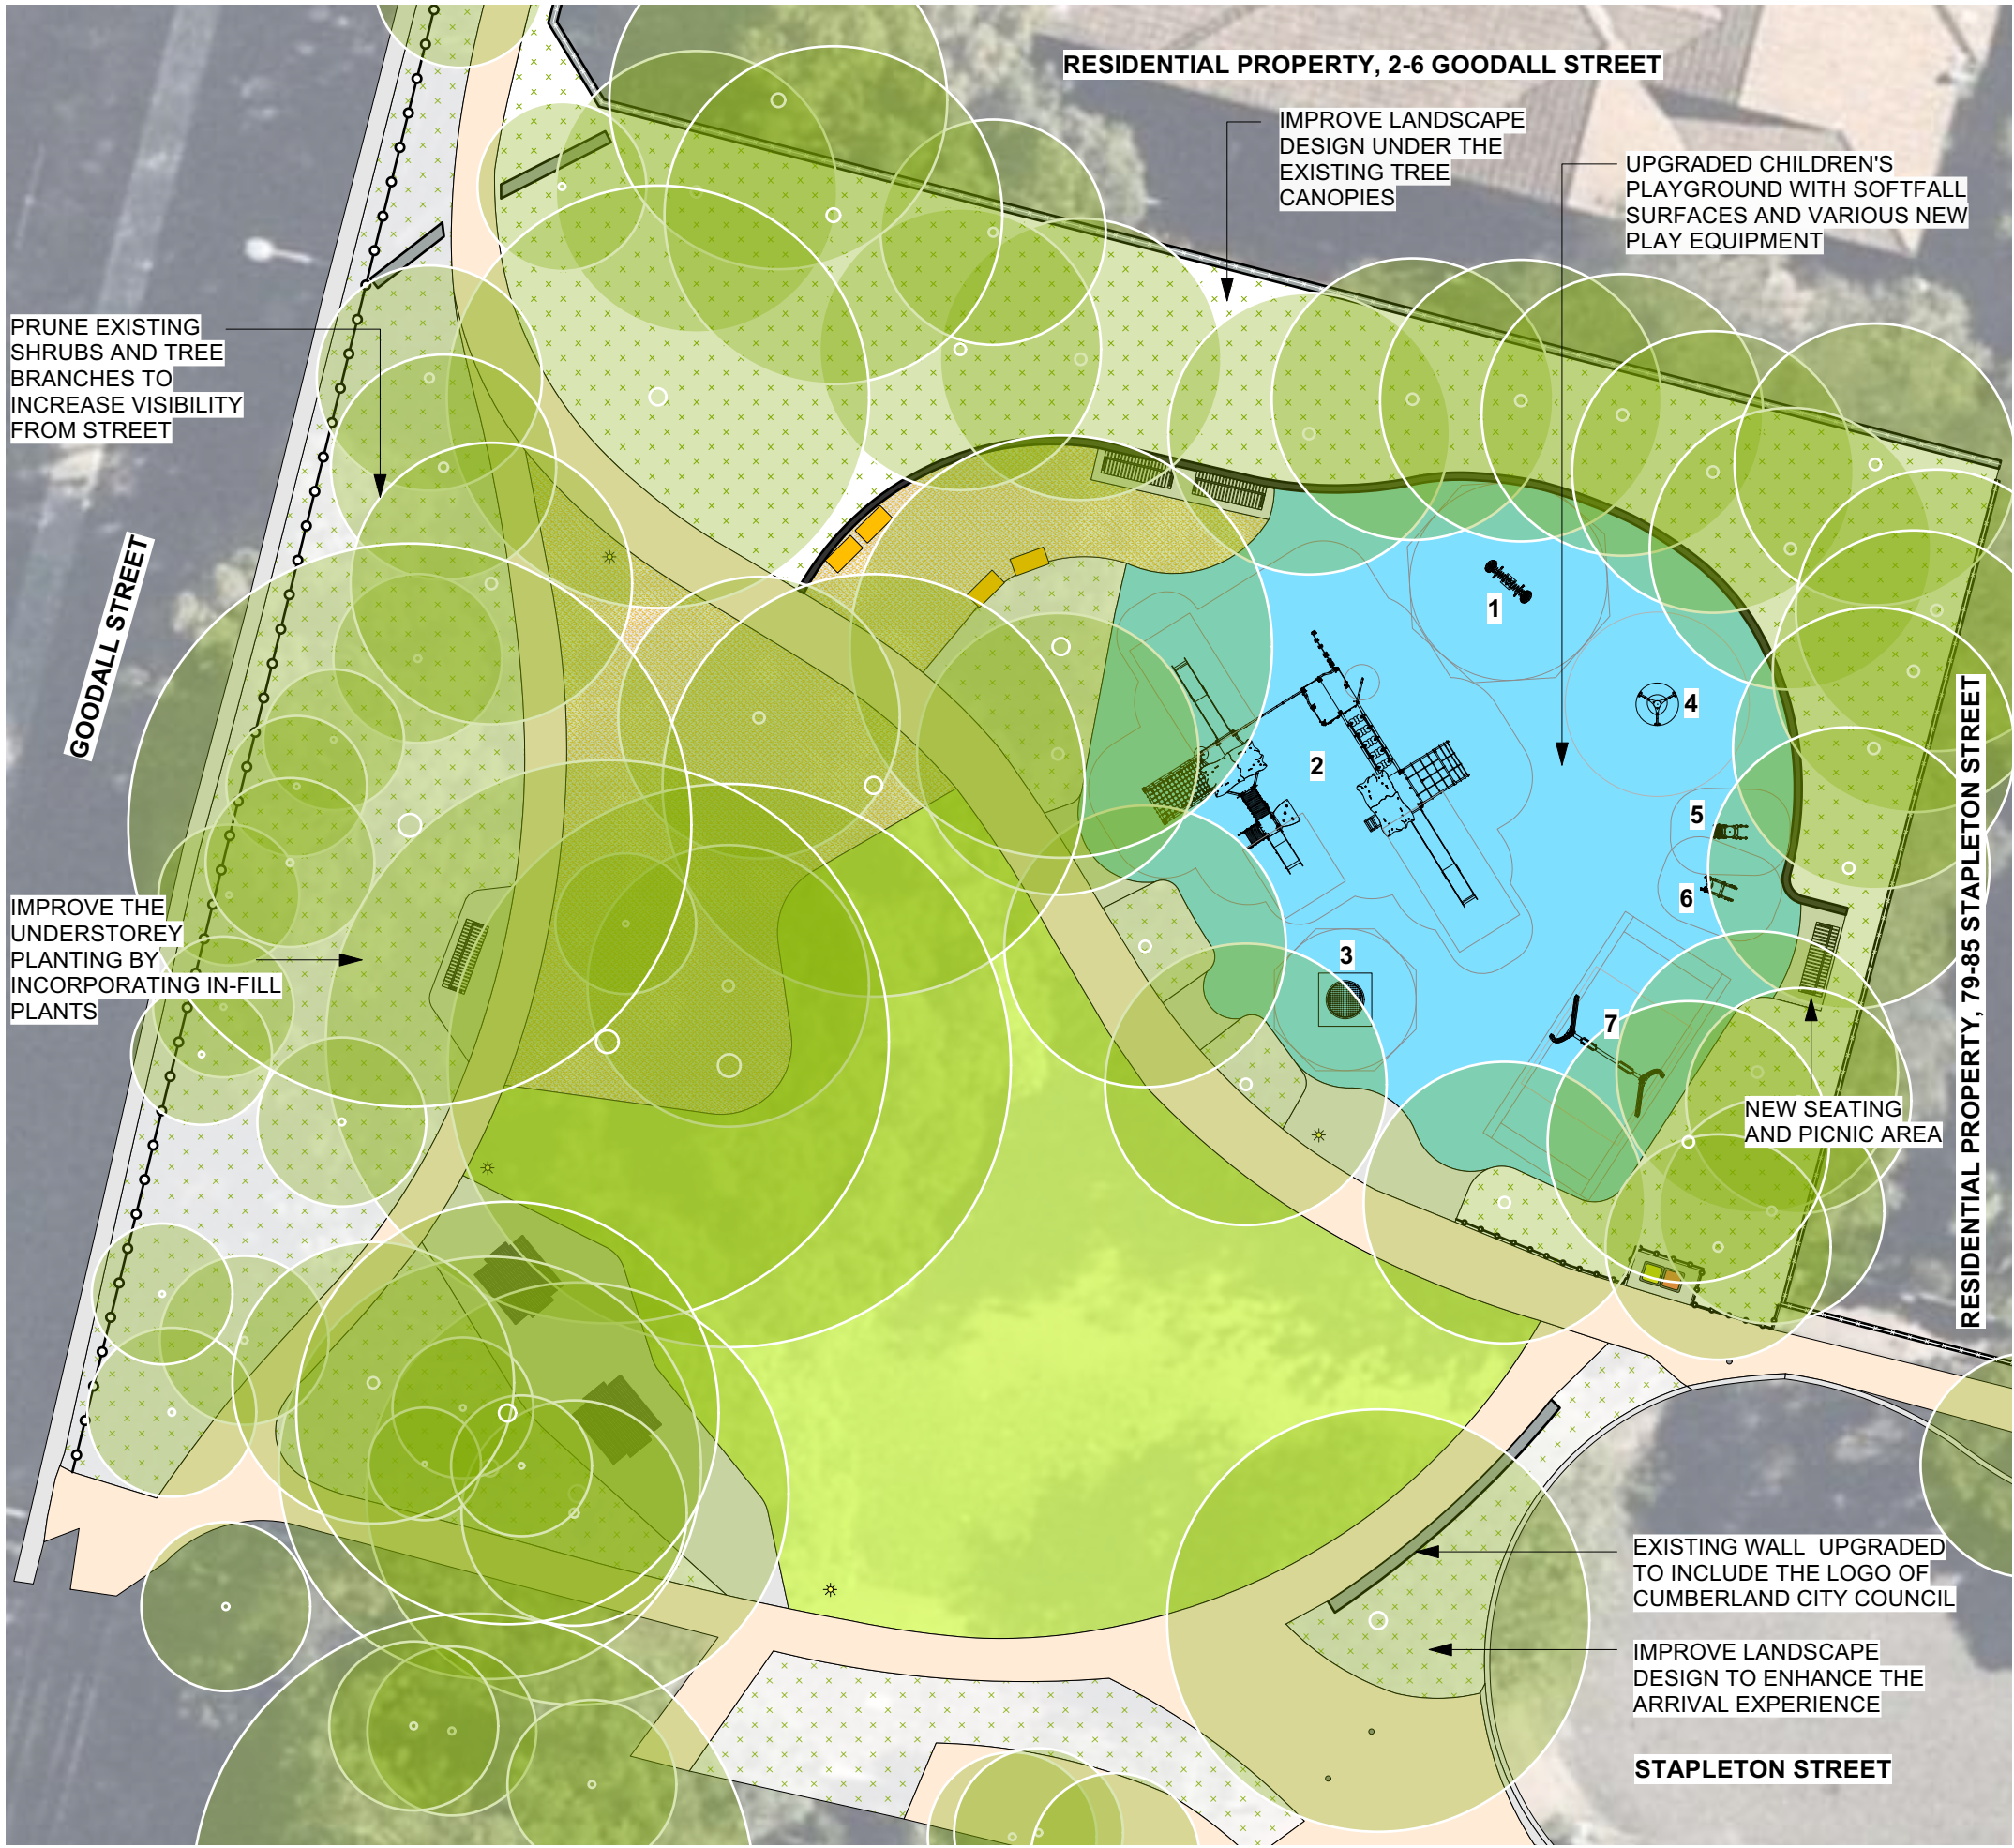 RESIDENTIAL PROPERTY, 2-6 GOODALL STREET
IMPROVE LANDSCAPE
DESIGN UNDER THE
EXISTING TREE
CANOPIES
UPGRADED CHILDREN'S
PLAYGROUND WITH SOFTFALL
SURFACES AND VARIOUS NEW
PLAY EQUIPMENT
PRUNE EXISTING
SHRUBS AND TREE
BRANCHES TO
INCREASE VISIBILITY
FROM STREET
GOODALL STREET
1
4
2
5
6
3
7
RESIDENTIAL PROPERTY, 79-85 STAPLETON STREET
IMPROVE THE
UNDERSTOREY
PLANTING BY
INCORPORATING IN-FILL
PLANTS
NEW SEATING
AND PICNIC AREA
EXISTING WALL UPGRADED
TO INCLUDE THE LOGO OF
CUMBERLAND CITY COUNCIL
IMPROVE LANDSCAPE
DESIGN TO ENHANCE THE
ARRIVAL EXPERIENCE
STAPLETON STREET